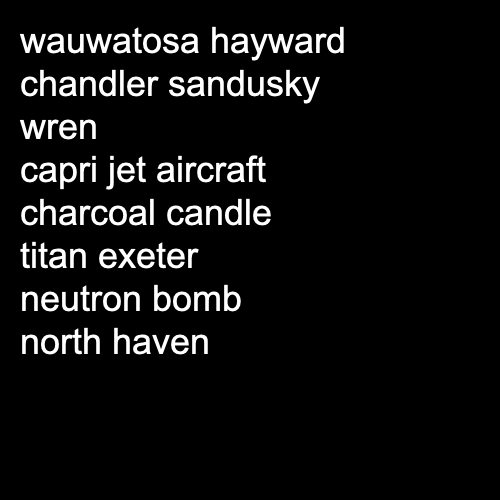 wauwatosa hayward
chandler sandusky
wren
capri jet aircraft
charcoal candle
titan exeter
neutron bomb
north haven